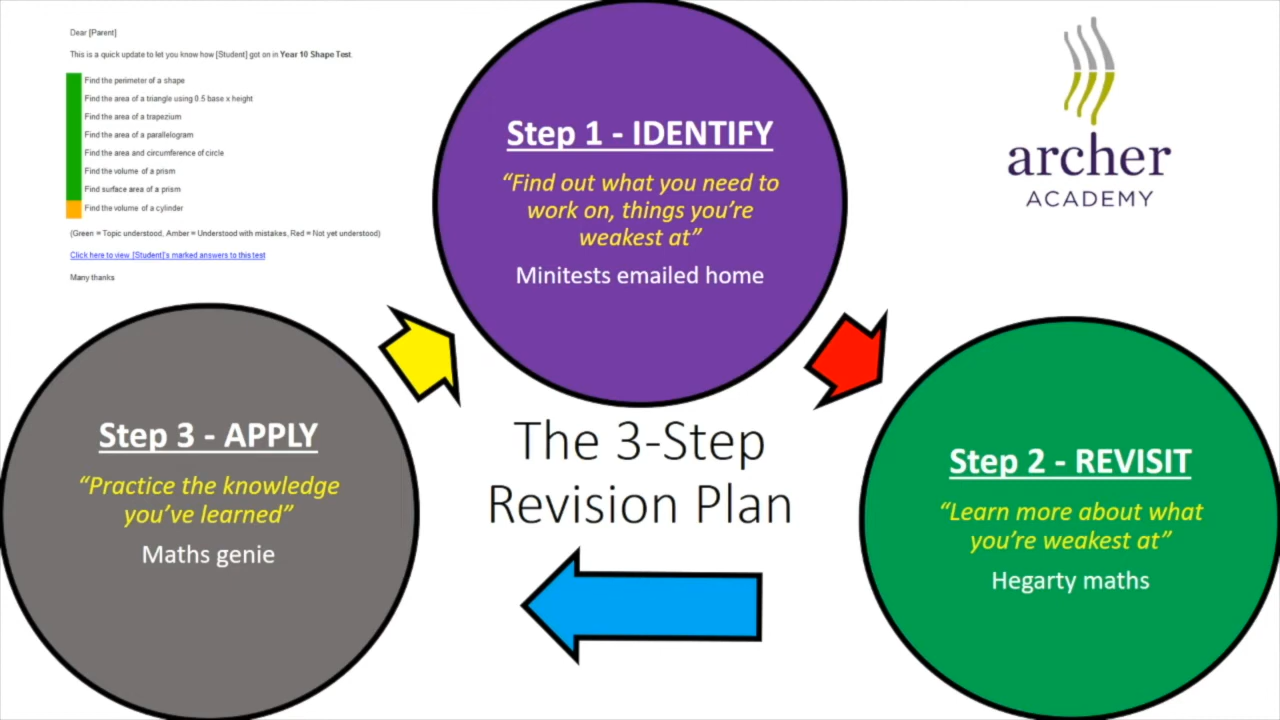 Dear [Parent]
This is a quick update to let you know how [Student] got on in Year 10 Shape Test.
Find the perimeter of a shape
Find the area of a triangle using 0.5 base x height
Find the area of a trapezium
Find the area of a parallelogram
Find the area and circumference of circle
Find the volume of a prism
Find surface area of a prism
Find the volume of a cylinder
(Green = Topic understood, Amber = Understood with mistakes, Red = Not yet understood)
Click here to view [Student]'s marked answers to this test
Many thanks
Step 1 - IDENTIFY
“Find out what you need to
work on, things you’re
weakest at”
Minitests emailed home
archer
ACADEMY
The 3-Step
Revision Plan
Step 2 - REVISIT
“Learn more about what
you’re weakest at”
Hegarty maths
Step 3 - APPLY
“Practice the knowledge
you’ve learned”
Maths genie